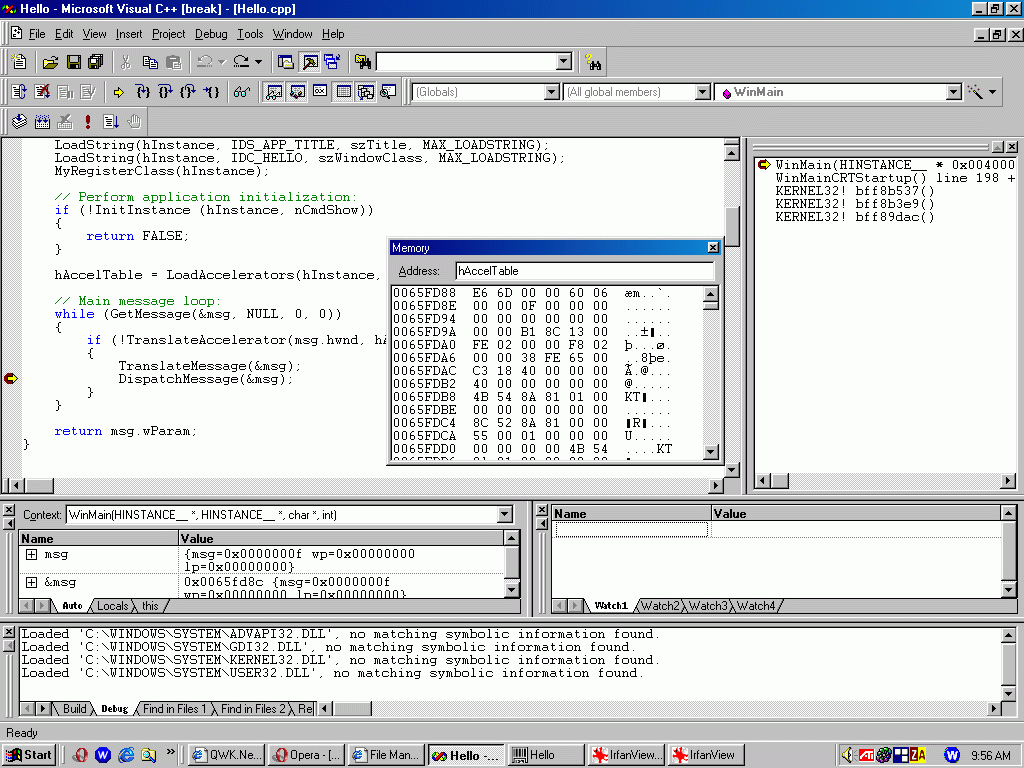 Hello - Microsoft Visual C++ [break] - [Hello.cpp]
File Edit View Insert Project Debug Tools Window Help
(Globals) (All global members) WinMain
LoadString(hInstance, IDS_APP_TITLE, szTitle, MAX_LOADSTRING);
LoadString(hInstance, IDC_HELLO, szWindowClass, MAX_LOADSTRING);
MyRegisterClass(hInstance);
// Perform application initialization:
if (!InitInstance (hInstance, nCmdShow))
{
return FALSE;
}
hAccelTable = LoadAccelerators(hInstance,
// Main message loop:
while (GetMessage(&msg, NULL, 0, 0))
{
if (!TranslateAccelerator(msg.hwnd, hA
{
TranslateMessage(&msg);
DispatchMessage(&msg);
}
}
return msg.wParam;
}
Memory
Address: hAccelTable
0065FD88 E6 6D 00 00 60 06 æm..`.
0065FD8E 00 00 0F 00 00 00 ......
0065FD94 00 00 00 00 00 00 ......
0065FD9A 00 00 B1 8C 13 00 ..±▮..
0065FDA0 FE 02 00 00 F8 02 þ...ø.
0065FDA6 00 00 38 FE 65 00 ..8þe.
0065FDAC C3 18 40 00 00 00 Ã.@...
0065FDB2 40 00 00 00 00 00 @.....
0065FDB8 4B 54 8A 81 01 00 KT▮...
0065FDBE 00 00 00 00 00 00 ......
0065FDC4 8C 52 8A 81 00 00 ▮R▮...
0065FDCA 55 00 01 00 00 00 U.....
0065FDD0 00 00 00 00 4B 54 ....KT
WinMain(HINSTANCE__ * 0x004000
WinMainCRTStartup() line 198 +
KERNEL32! bff8b537()
KERNEL32! bff8b3e9()
KERNEL32! bff89dac()
Context: WinMain(HINSTANCE__ *, HINSTANCE__ *, char *, int)
Name Value
msg {msg=0x0000000f wp=0x00000000
lp=0x00000000}
&msg 0x0065fd8c {msg=0x0000000f
wp=0x00000000 lp=0x00000000}
Auto Locals this
Name Value
Watch1 Watch2 Watch3 Watch4
Loaded 'C:\WINDOWS\SYSTEM\ADVAPI32.DLL', no matching symbolic information found.
Loaded 'C:\WINDOWS\SYSTEM\GDI32.DLL', no matching symbolic information found.
Loaded 'C:\WINDOWS\SYSTEM\KERNEL32.DLL', no matching symbolic information found.
Loaded 'C:\WINDOWS\SYSTEM\USER32.DLL', no matching symbolic information found.
Build Debug Find in Files 1 Find in Files 2 Re
Ready
Start QWK.Ne... Opera - [... File Man... Hello -... Hello IrfanView... IrfanView 9:56 AM